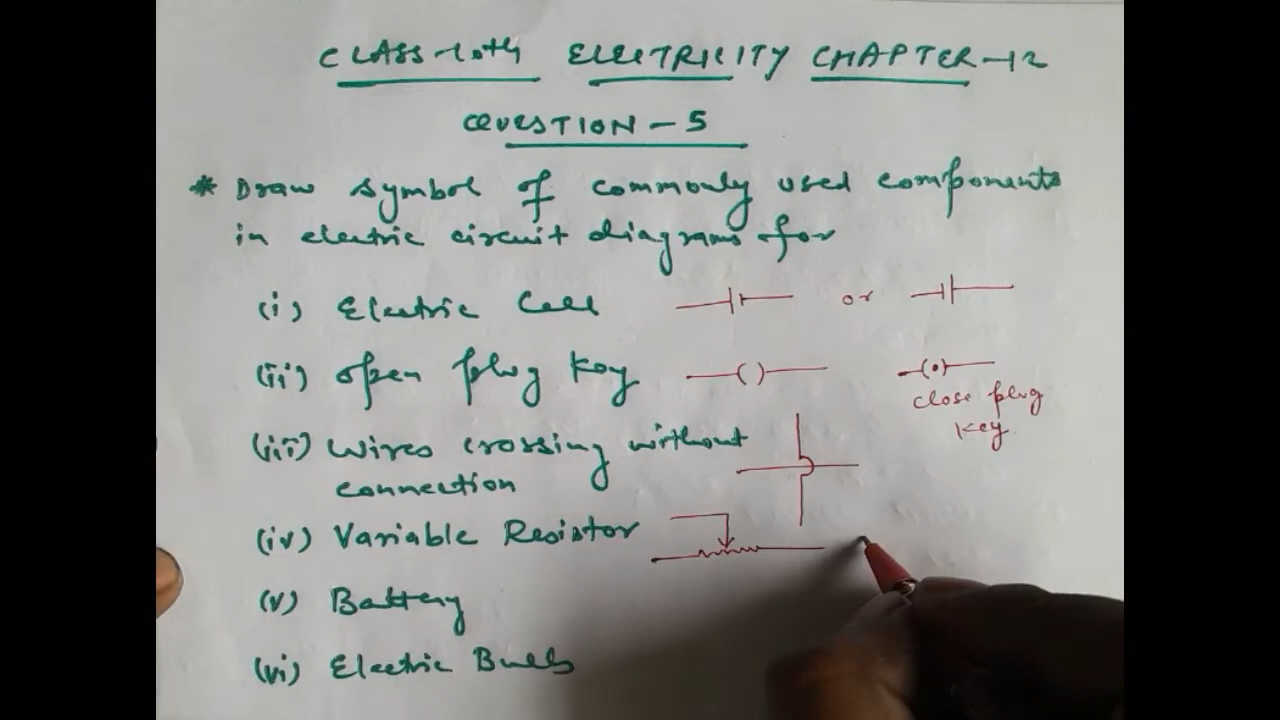 CLASS-10th ELECTRICITY CHAPTER-12
QUESTION-5
* Draw symbol of commonly used components
in electric circuit diagrams for
(i) Electric Cell or
(ii) open plug key
close plug
key
(iii) Wires crossing without
connection
(iv) Variable Resistor
(v) Battery
(vi) Electric Bulb